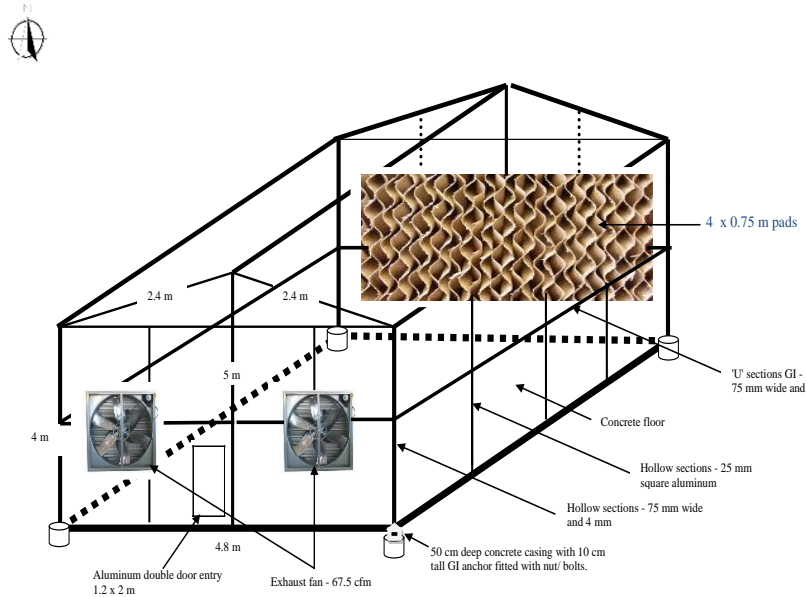 N
4 x 0.75 m pads
2.4 m
2.4 m
5 m
'U' sections GI -
75 mm wide and
Concrete floor
4 m
Hollow sections - 25 mm
square aluminum
Hollow sections - 75 mm wide
and 4 mm
4.8 m
50 cm deep concrete casing with 10 cm
tall GI anchor fitted with nut/ bolts.
Aluminum double door entry
1.2 x 2 m
Exhaust fan - 67.5 cfm